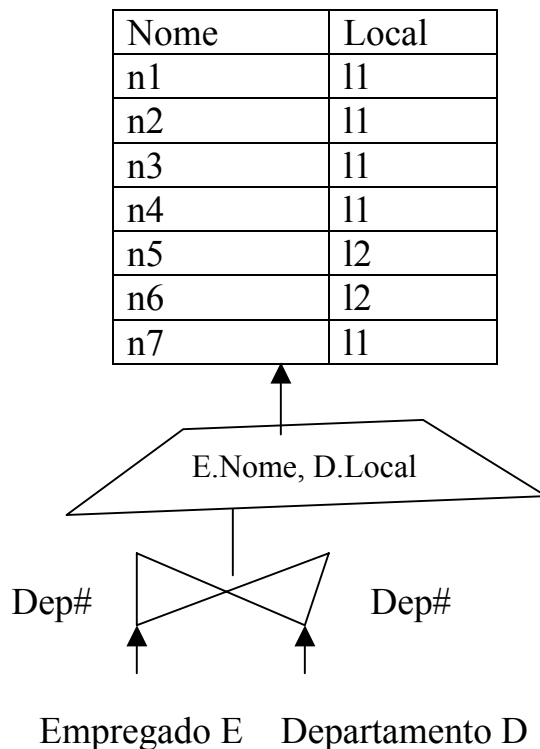 Nome Local
n1 l1
n2 l1
n3 l1
n4 l1
n5 l2
n6 l2
n7 l1
E.Nome, D.Local
Dep# Dep#
Empregado E Departamento D